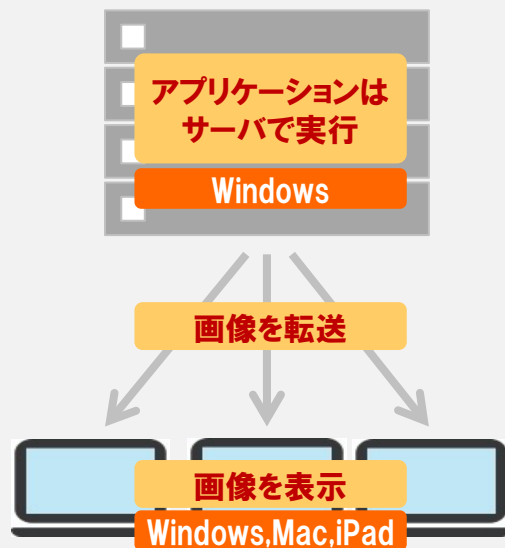 アプリケーションは
サーバで実行
Windows
画像を転送
画像を表示
Windows,Mac,iPad